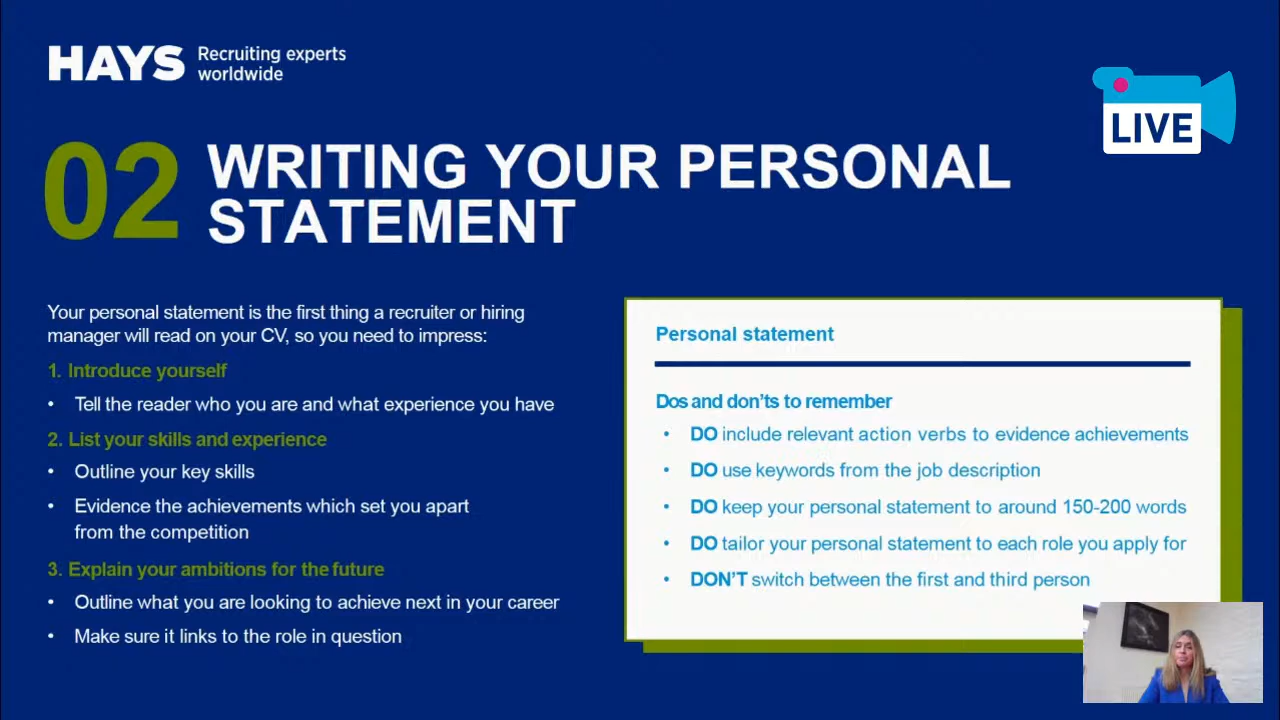 HAYS Recruiting experts
worldwide
LIVE
02 WRITING YOUR PERSONAL
STATEMENT
Your personal statement is the first thing a recruiter or hiring
manager will read on your CV, so you need to impress:
1. Introduce yourself
• Tell the reader who you are and what experience you have
2. List your skills and experience
• Outline your key skills
• Evidence the achievements which set you apart
from the competition
3. Explain your ambitions for the future
• Outline what you are looking to achieve next in your career
• Make sure it links to the role in question
Personal statement
Dos and don'ts to remember
• DO include relevant action verbs to evidence achievements
• DO use keywords from the job description
• DO keep your personal statement to around 150-200 words
• DO tailor your personal statement to each role you apply for
• DON'T switch between the first and third person